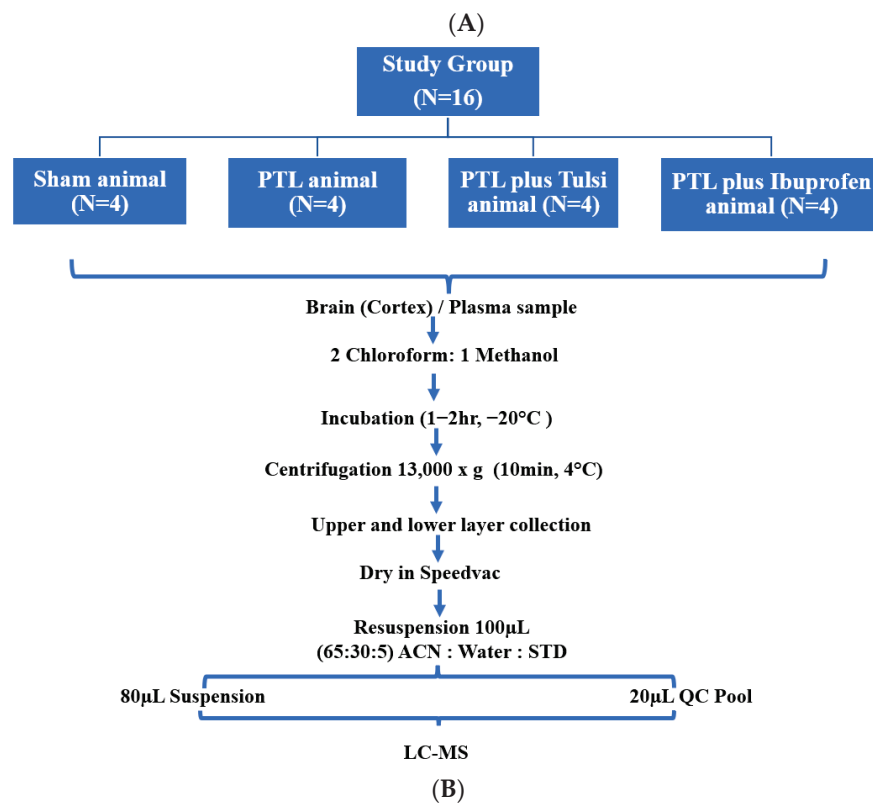 (A)
Study Group
(N=16)
Sham animal
(N=4)
PTL animal
(N=4)
PTL plus Tulsi
animal (N=4)
PTL plus Ibuprofen
animal (N=4)
Brain (Cortex) / Plasma sample
2 Chloroform: 1 Methanol
Incubation (1−2hr, −20°C )
Centrifugation 13,000 x g (10min, 4°C)
Upper and lower layer collection
Dry in Speedvac
Resuspension 100µL
(65:30:5) ACN : Water : STD
80µL Suspension
20µL QC Pool
LC-MS
(B)